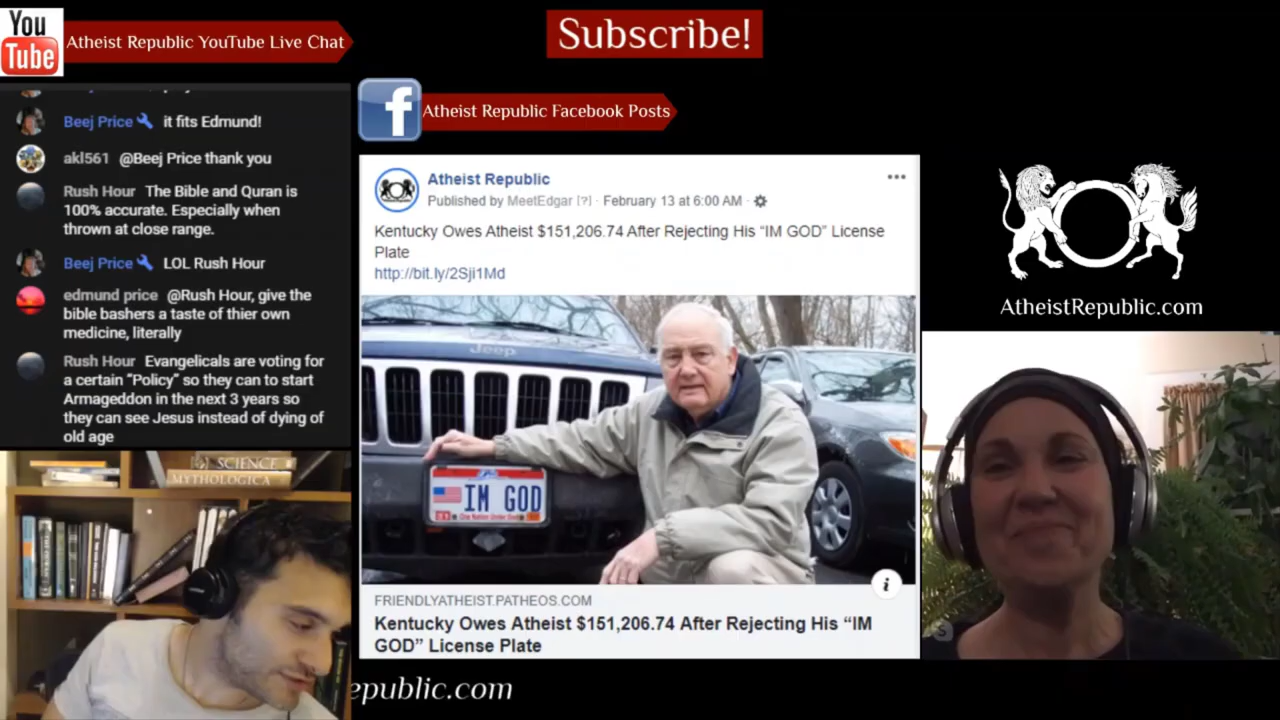 You
Tube
Atheist Republic YouTube Live Chat
Subscribe!
Beej Price it fits Edmund!
akl561 @Beej Price thank you
Rush Hour The Bible and Quran is
100% accurate. Especially when
thrown at close range.
Beej Price LOL Rush Hour
edmund price @Rush Hour, give the
bible bashers a taste of thier own
medicine, literally
Rush Hour Evangelicals are voting for
a certain “Policy” so they can to start
Armageddon in the next 3 years so
they can see Jesus instead of dying of
old age
f
Atheist Republic Facebook Posts
Atheist Republic
Published by MeetEdgar [?] · February 13 at 6:00 AM ·
Kentucky Owes Atheist $151,206.74 After Rejecting His “IM GOD” License
Plate
http://bit.ly/2Sji1Md
Jeep
IM GOD
i
FRIENDLYATHEIST.PATHEOS.COM
Kentucky Owes Atheist $151,206.74 After Rejecting His “IM
GOD” License Plate
AtheistRepublic.com
SCIENCE
MYTHOLOGICA
S
epublic.com